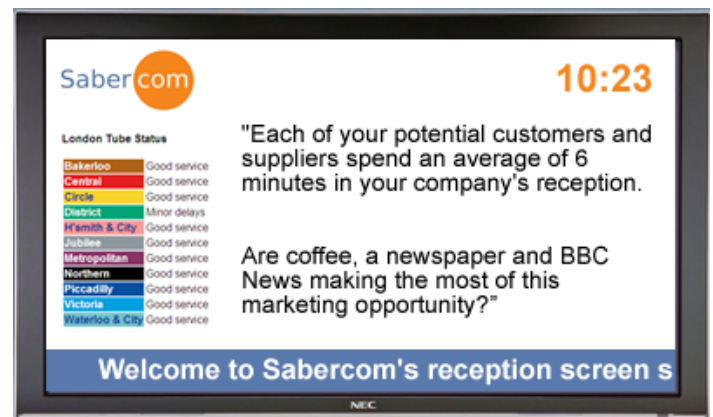 Sabercom
10:23
London Tube Status
Bakerloo Good service
Central Good service
Circle Good service
District Minor delays
H'smith & City Good service
Jubilee Good service
Metropolitan Good service
Northern Good service
Piccadilly Good service
Victoria Good service
Waterloo & City Good service
"Each of your potential customers and
suppliers spend an average of 6
minutes in your company's reception.
Are coffee, a newspaper and BBC
News making the most of this
marketing opportunity?”
Welcome to Sabercom's reception screen s
NEC